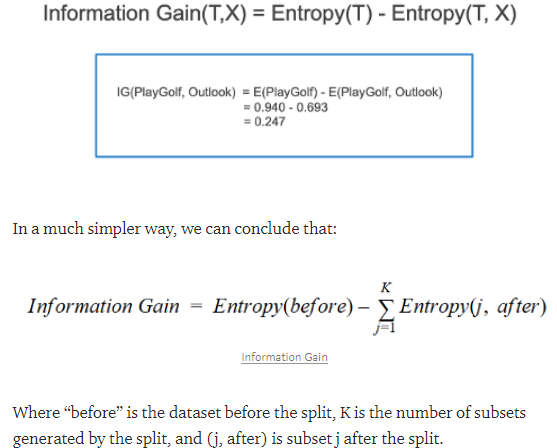 Information Gain(T,X) = Entropy(T) - Entropy(T, X)
IG(PlayGolf, Outlook) = E(PlayGolf) - E(PlayGolf, Outlook)
= 0.940 - 0.693
= 0.247
In a much simpler way, we can conclude that:
Information Gain = Entropy(before) – K ∑ j=1 Entropy(j, after)
Information Gain
Where “before” is the dataset before the split, K is the number of subsets
generated by the split, and (j, after) is subset j after the split.